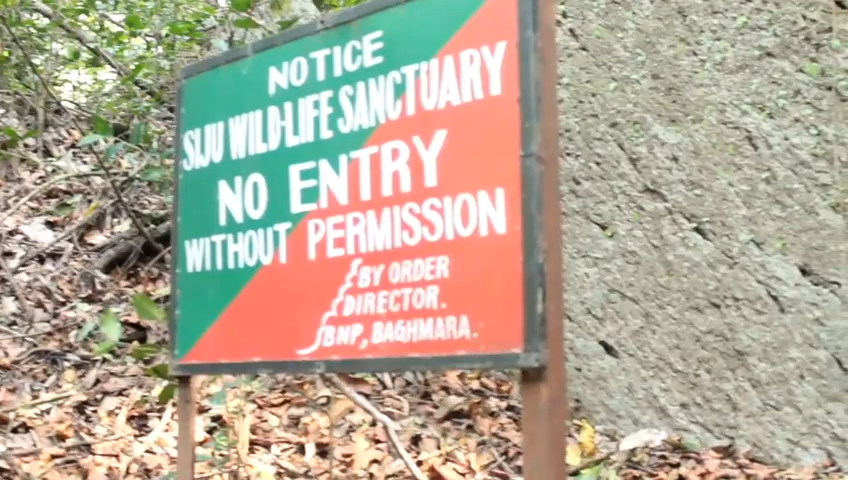 NOTICE
SIJU WILD-LIFE SANCTUARY
NO ENTRY
WITHOUT PERMISSION
BY ORDER
DIRECTOR.
BNP, BAGHMARA.